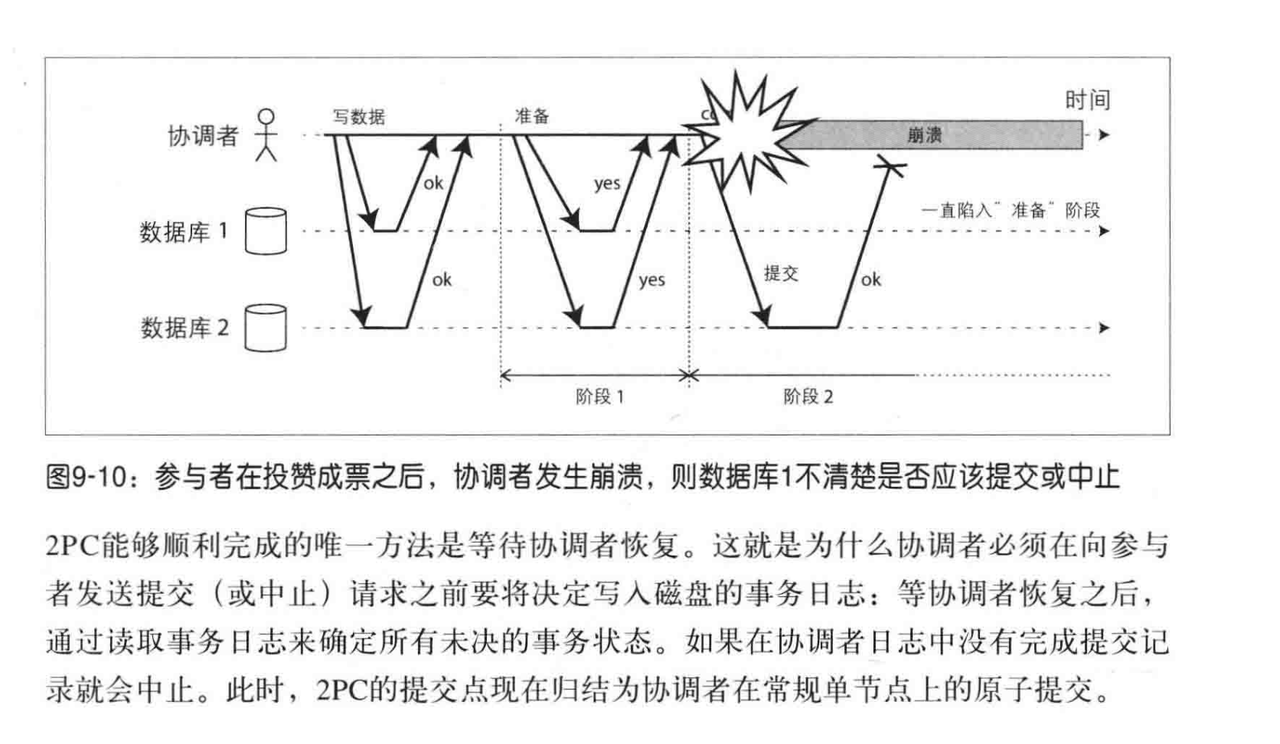 时间
写数据
准备
协调者
崩溃
ok
yes
一直陷入“准备”阶段
数据库 1
提交
ok
yes
ok
数据库 2
阶段 1
阶段 2
图9-10：参与者在投赞成票之后，协调者发生崩溃，则数据库1不清楚是否应该提交或中止
2PC能够顺利完成的唯一方法是等待协调者恢复。这就是为什么协调者必须在向参与
者发送提交（或中止）请求之前要将决定写入磁盘的事务日志：等协调者恢复之后，
通过读取事务日志来确定所有未决的事务状态。如果在协调者日志中没有完成提交记
录就会中止。此时，2PC的提交点现在归结为协调者在常规单节点上的原子提交。